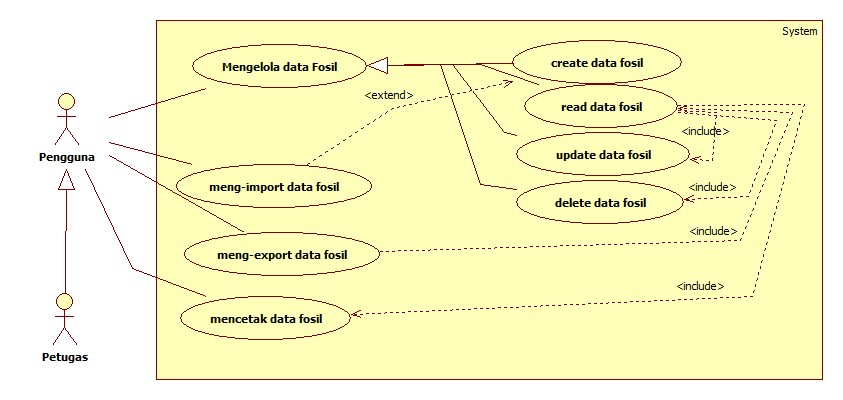 System
Mengelola data Fosil
create data fosil
<extend>
read data fosil
<include>
Pengguna
update data fosil
meng-import data fosil
<include>
delete data fosil
<include>
meng-export data fosil
<include>
mencetak data fosil
Petugas